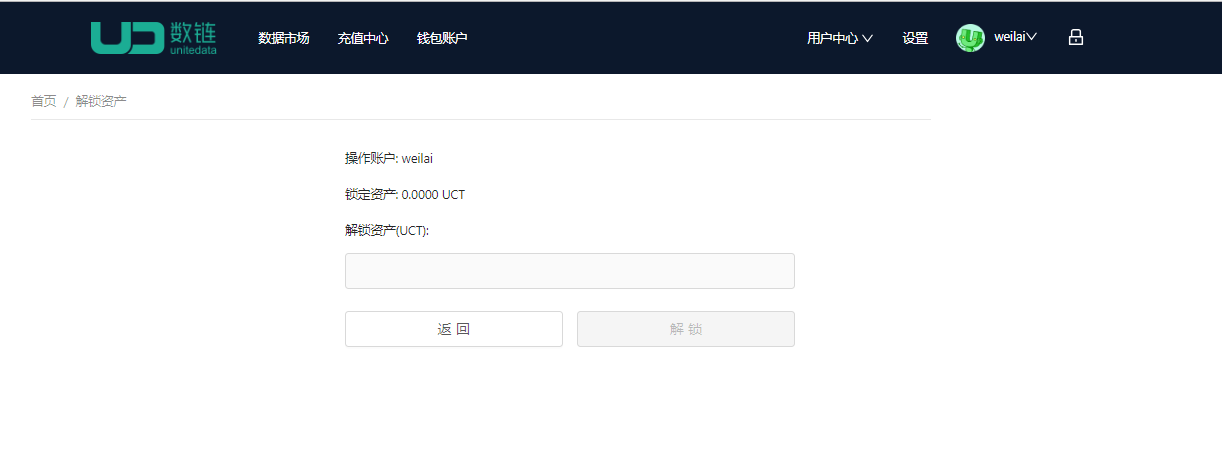 UD 数链 unitedata 数据市场 充值中心 钱包账户 用户中心 设置 weilai
首页 / 解锁资产
操作账户: weilai
锁定资产: 0.0000 UCT
解锁资产(UCT):
返 回 解 锁